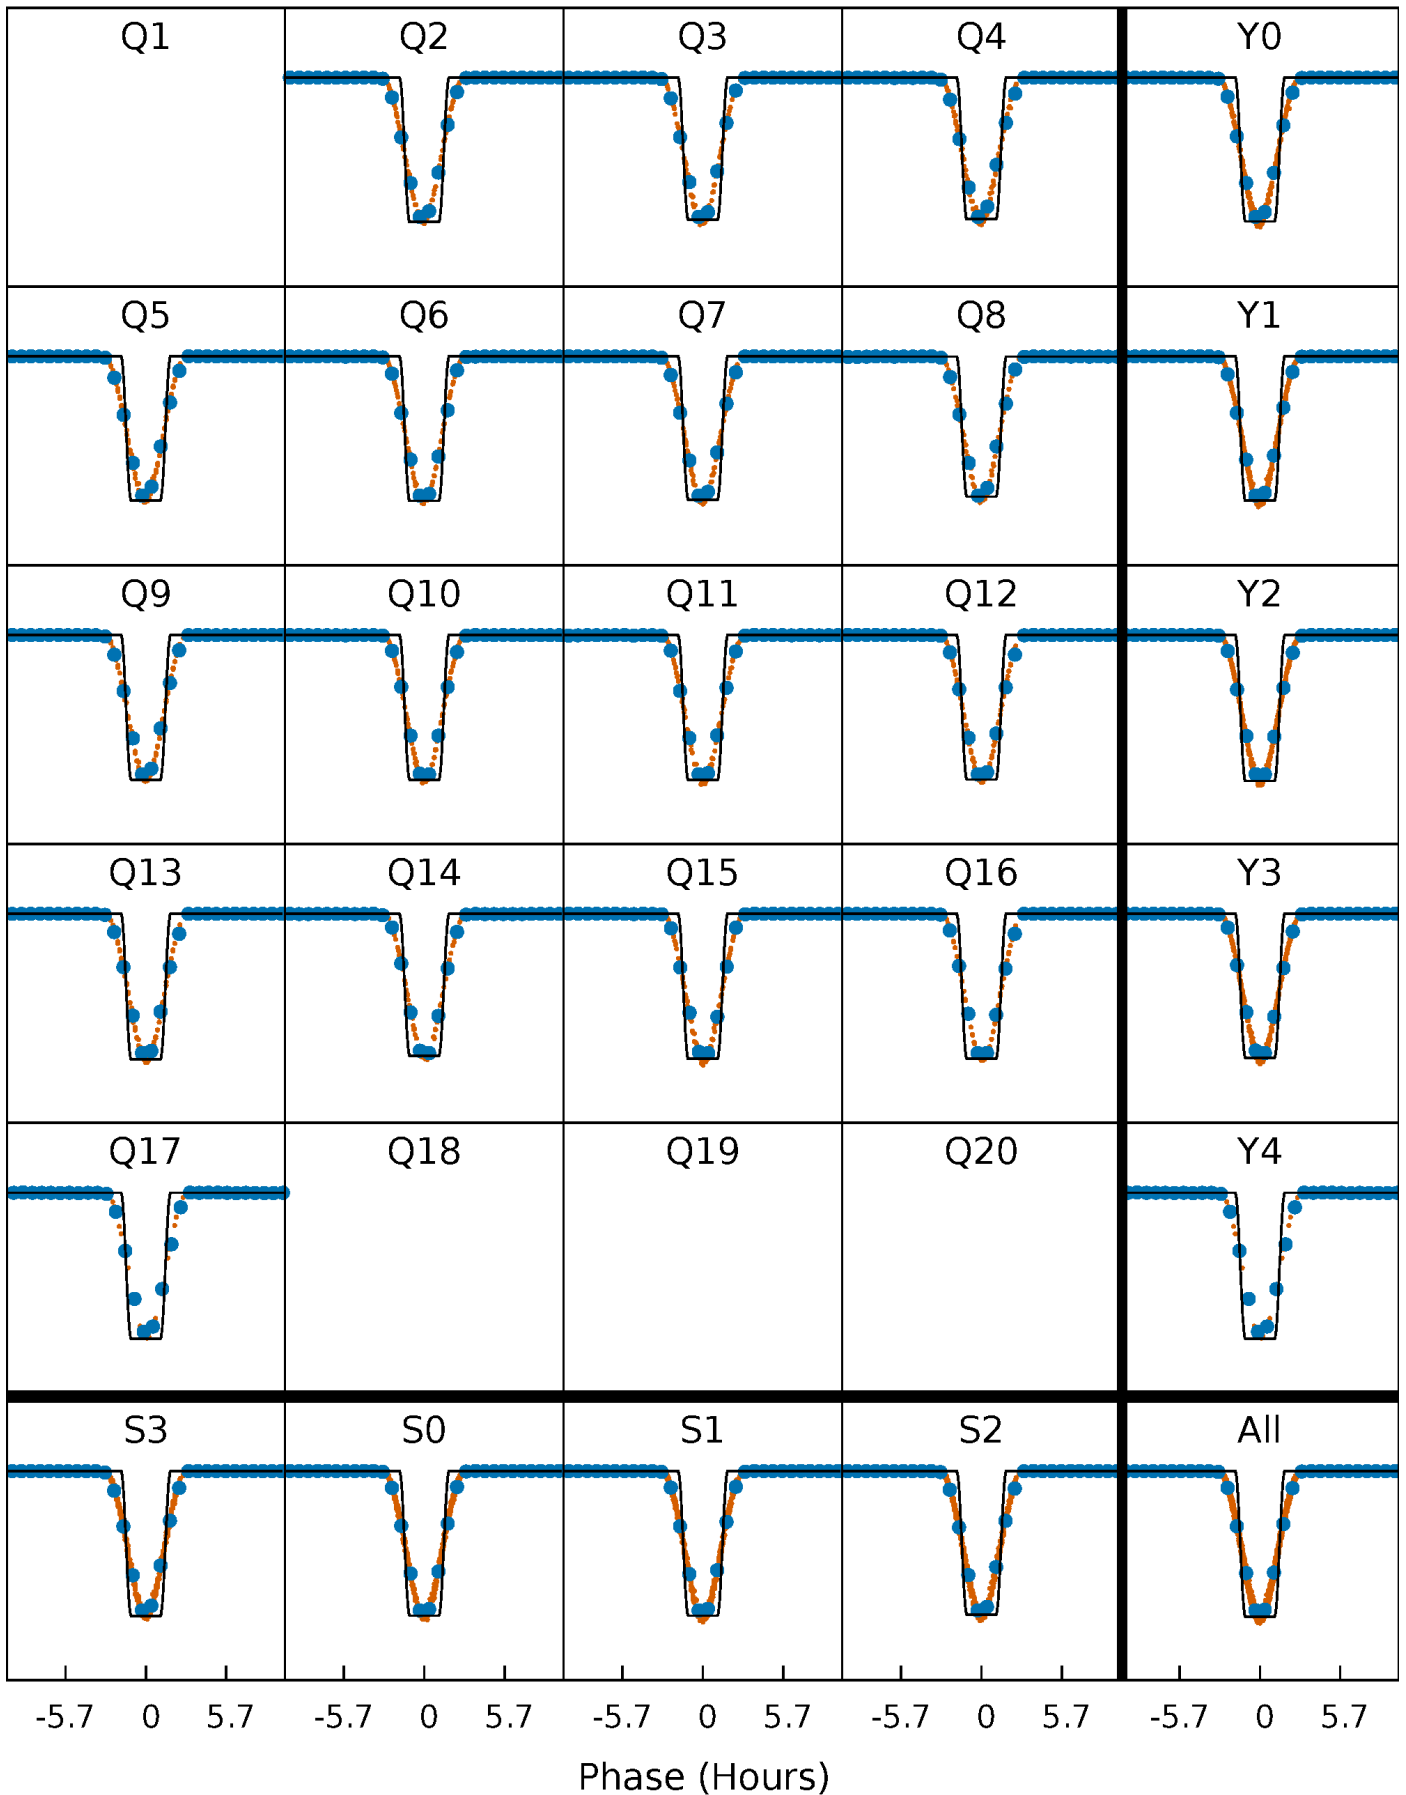 Q1 Q2 Q3 Q4 Y0
Q5 Q6 Q7 Q8 Y1
Q9 Q10 Q11 Q12 Y2
Q13 Q14 Q15 Q16 Y3
Q17 Q18 Q19 Q20 Y4
S3 S0 S1 S2 All
-5.7 0 5.7 -5.7 0 5.7 -5.7 0 5.7 -5.7 0 5.7 -5.7 0 5.7
Phase (Hours)